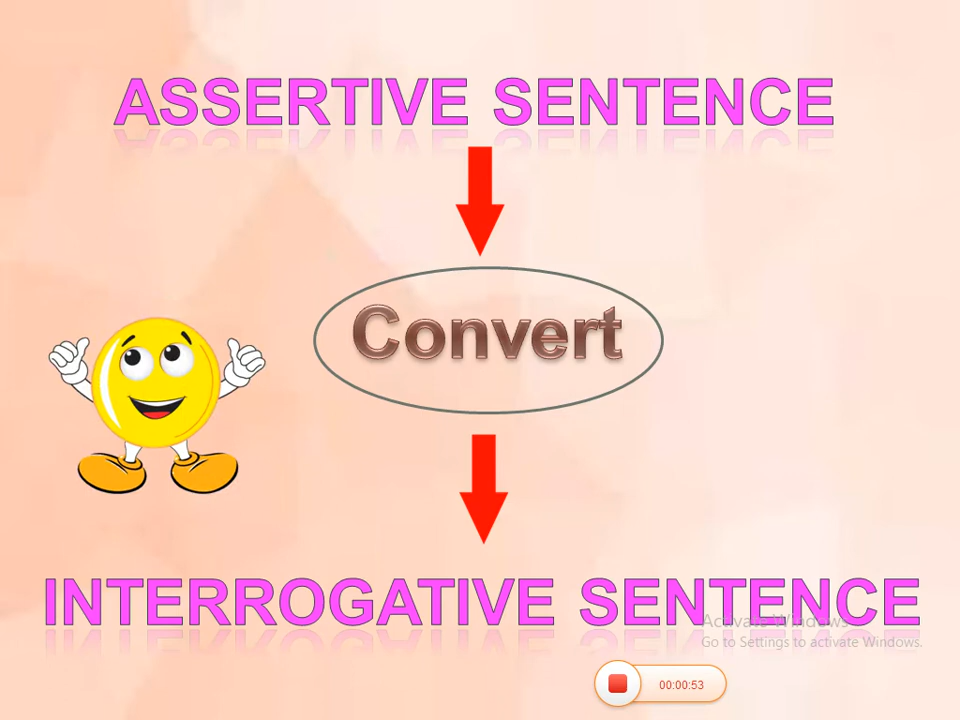 ASSERTIVE SENTENCE
Convert
INTERROGATIVE SENTENCE
Activate Windows
Go to Settings to activate Windows.
00:00:53